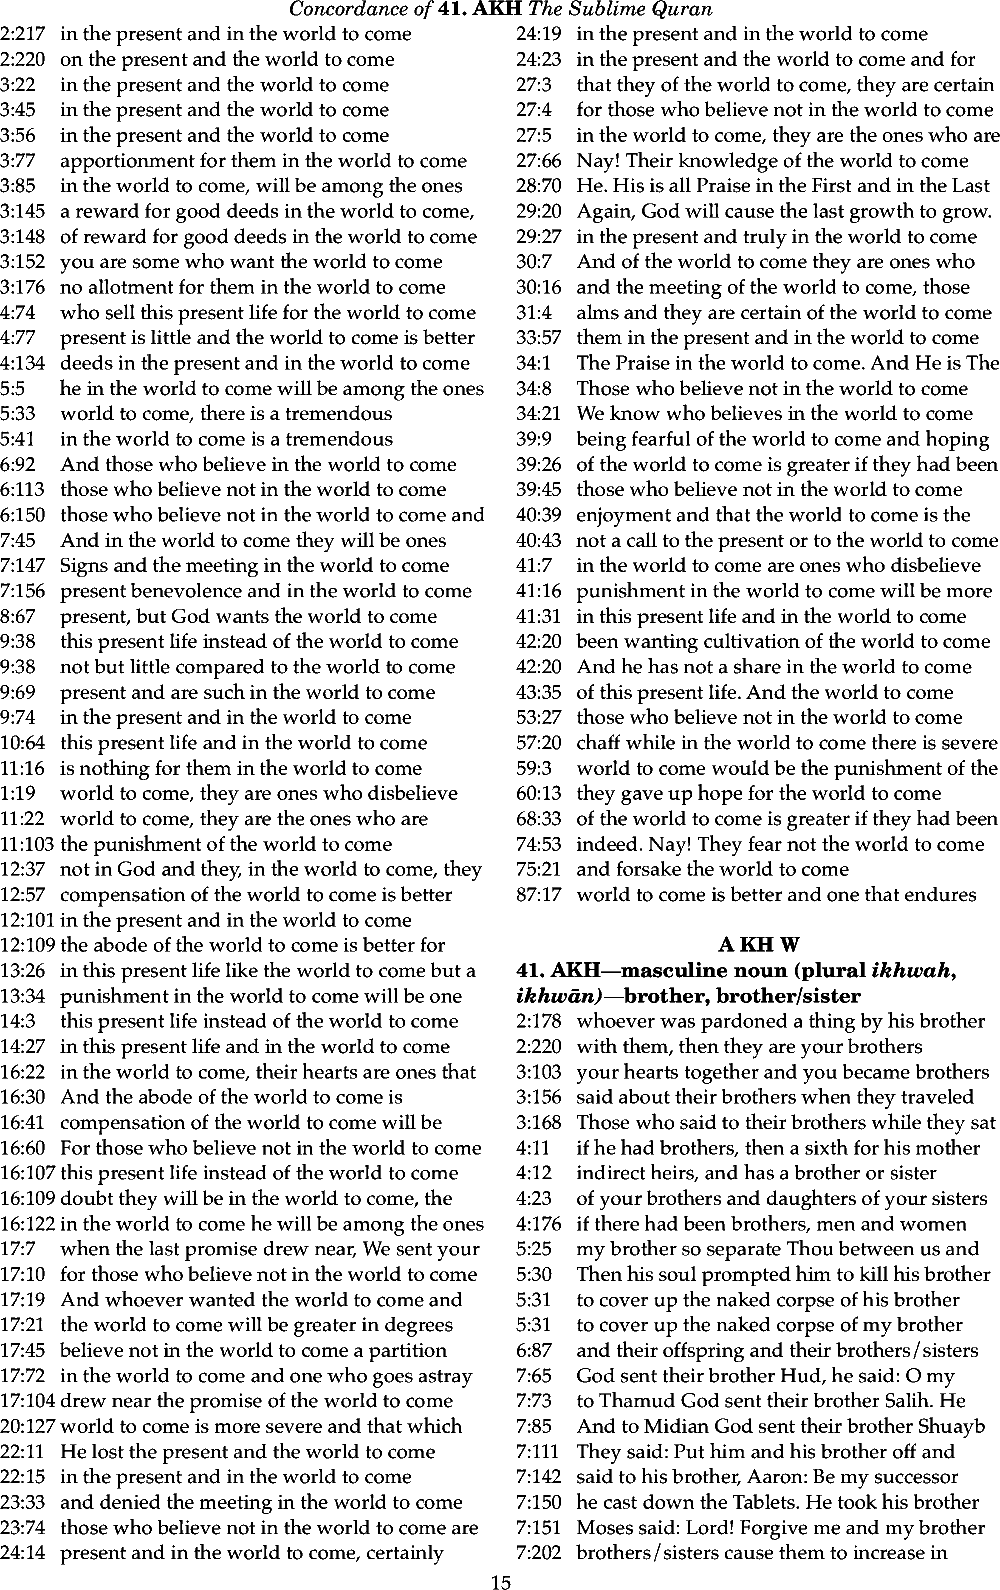 Concordance of 41. AKH The Sublime Quran
2:217 in the present and in the world to come
2:220 on the present and the world to come
3:22 in the present and the world to come
3:45 in the present and the world to come
3:56 in the present and the world to come
3:77 apportionment for them in the world to come
3:85 in the world to come, will be among the ones
3:145 a reward for good deeds in the world to come,
3:148 of reward for good deeds in the world to come
3:152 you are some who want the world to come
3:176 no allotment for them in the world to come
4:74 who sell this present life for the world to come
4:77 present is little and the world to come is better
4:134 deeds in the present and in the world to come
5:5 he in the world to come will be among the ones
5:33 world to come, there is a tremendous
5:41 in the world to come is a tremendous
6:92 And those who believe in the world to come
6:113 those who believe not in the world to come
6:150 those who believe not in the world to come and
7:45 And in the world to come they will be ones
7:147 Signs and the meeting in the world to come
7:156 present benevolence and in the world to come
8:67 present, but God wants the world to come
9:38 this present life instead of the world to come
9:38 not but little compared to the world to come
9:69 present and are such in the world to come
9:74 in the present and in the world to come
10:64 this present life and in the world to come
11:16 is nothing for them in the world to come
1:19 world to come, they are ones who disbelieve
11:22 world to come, they are the ones who are
11:103 the punishment of the world to come
12:37 not in God and they, in the world to come, they
12:57 compensation of the world to come is better
12:101 in the present and in the world to come
12:109 the abode of the world to come is better for
13:26 in this present life like the world to come but a
13:34 punishment in the world to come will be one
14:3 this present life instead of the world to come
14:27 in this present life and in the world to come
16:22 in the world to come, their hearts are ones that
16:30 And the abode of the world to come is
16:41 compensation of the world to come will be
16:60 For those who believe not in the world to come
16:107 this present life instead of the world to come
16:109 doubt they will be in the world to come, the
16:122 in the world to come he will be among the ones
17:7 when the last promise drew near, We sent your
17:10 for those who believe not in the world to come
17:19 And whoever wanted the world to come and
17:21 the world to come will be greater in degrees
17:45 believe not in the world to come a partition
17:72 in the world to come and one who goes astray
17:104 drew near the promise of the world to come
20:127 world to come is more severe and that which
22:11 He lost the present and the world to come
22:15 in the present and in the world to come
23:33 and denied the meeting in the world to come
23:74 those who believe not in the world to come are
24:14 present and in the world to come, certainly
24:19 in the present and in the world to come
24:23 in the present and the world to come and for
27:3 that they of the world to come, they are certain
27:4 for those who believe not in the world to come
27:5 in the world to come, they are the ones who are
27:66 Nay! Their knowledge of the world to come
28:70 He. His is all Praise in the First and in the Last
29:20 Again, God will cause the last growth to grow.
29:27 in the present and truly in the world to come
30:7 And of the world to come they are ones who
30:16 and the meeting of the world to come, those
31:4 alms and they are certain of the world to come
33:57 them in the present and in the world to come
34:1 The Praise in the world to come. And He is The
34:8 Those who believe not in the world to come
34:21 We know who believes in the world to come
39:9 being fearful of the world to come and hoping
39:26 of the world to come is greater if they had been
39:45 those who believe not in the world to come
40:39 enjoyment and that the world to come is the
40:43 not a call to the present or to the world to come
41:7 in the world to come are ones who disbelieve
41:16 punishment in the world to come will be more
41:31 in this present life and in the world to come
42:20 been wanting cultivation of the world to come
42:20 And he has not a share in the world to come
43:35 of this present life. And the world to come
53:27 those who believe not in the world to come
57:20 chaff while in the world to come there is severe
59:3 world to come would be the punishment of the
60:13 they gave up hope for the world to come
68:33 of the world to come is greater if they had been
74:53 indeed. Nay! They fear not the world to come
75:21 and forsake the world to come
87:17 world to come is better and one that endures
A KH W
41. AKH—masculine noun (plural ikhwah,
ikhwān)—brother, brother/sister
2:178 whoever was pardoned a thing by his brother
2:220 with them, then they are your brothers
3:103 your hearts together and you became brothers
3:156 said about their brothers when they traveled
3:168 Those who said to their brothers while they sat
4:11 if he had brothers, then a sixth for his mother
4:12 indirect heirs, and has a brother or sister
4:23 of your brothers and daughters of your sisters
4:176 if there had been brothers, men and women
5:25 my brother so separate Thou between us and
5:30 Then his soul prompted him to kill his brother
5:31 to cover up the naked corpse of his brother
5:31 to cover up the naked corpse of my brother
6:87 and their offspring and their brothers/sisters
7:65 God sent their brother Hud, he said: O my
7:73 to Thamud God sent their brother Salih. He
7:85 And to Midian God sent their brother Shuayb
7:111 They said: Put him and his brother off and
7:142 said to his brother, Aaron: Be my successor
7:150 he cast down the Tablets. He took his brother
7:151 Moses said: Lord! Forgive me and my brother
7:202 brothers/sisters cause them to increase in
15